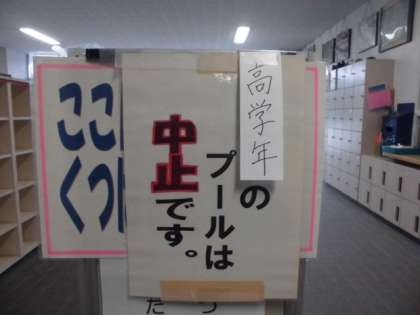 高学年
のプールは
中止です。
ここ
くつ